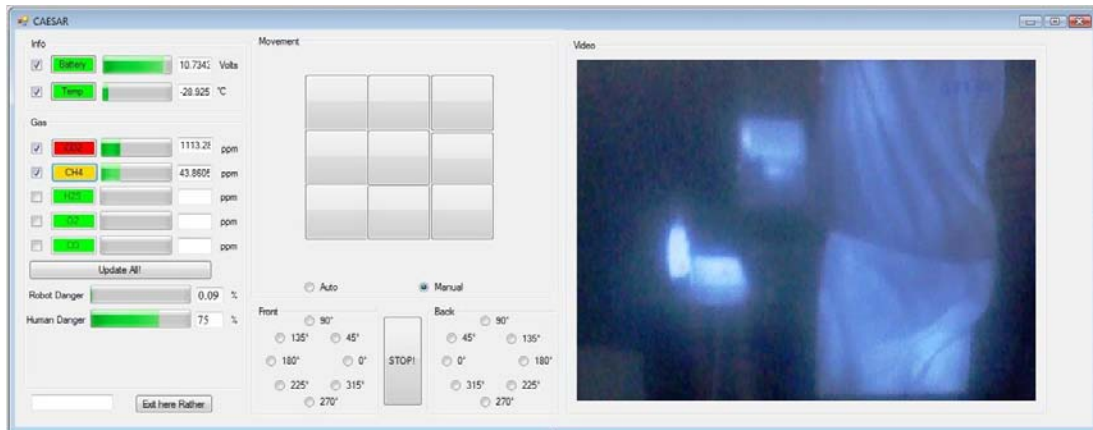 CAESAR
Info
Battery 10.7342 Volts
Temp -28.925 °C
Gas
CO2 1113.28 ppm
CH4 43.8605 ppm
H2S ppm
O2 ppm
CO ppm
Update All!
Robot Danger 0.09 %
Human Danger 75 %
Exit here Rather
Movement
Auto Manual
Front
90°
135° 45°
180° 0°
225° 315°
270°
STOP!
Back
90°
45° 135°
0° 180°
315° 225°
270°
Video